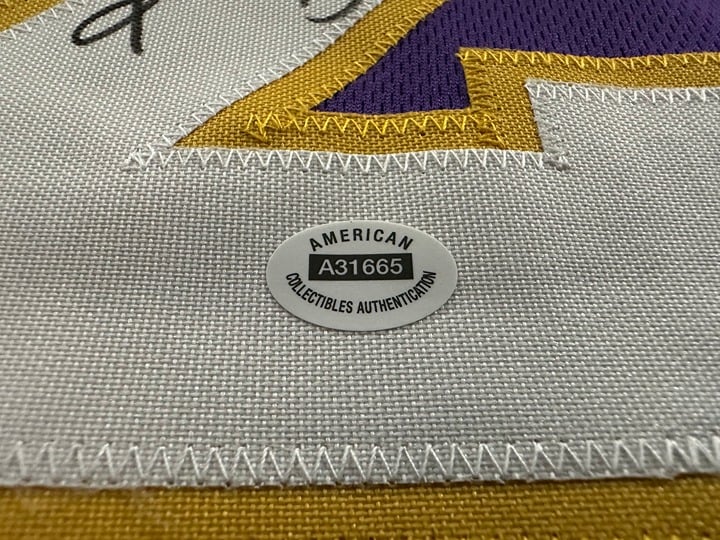 AMERICAN
A31665
COLLECTIBLES AUTHENTICATION